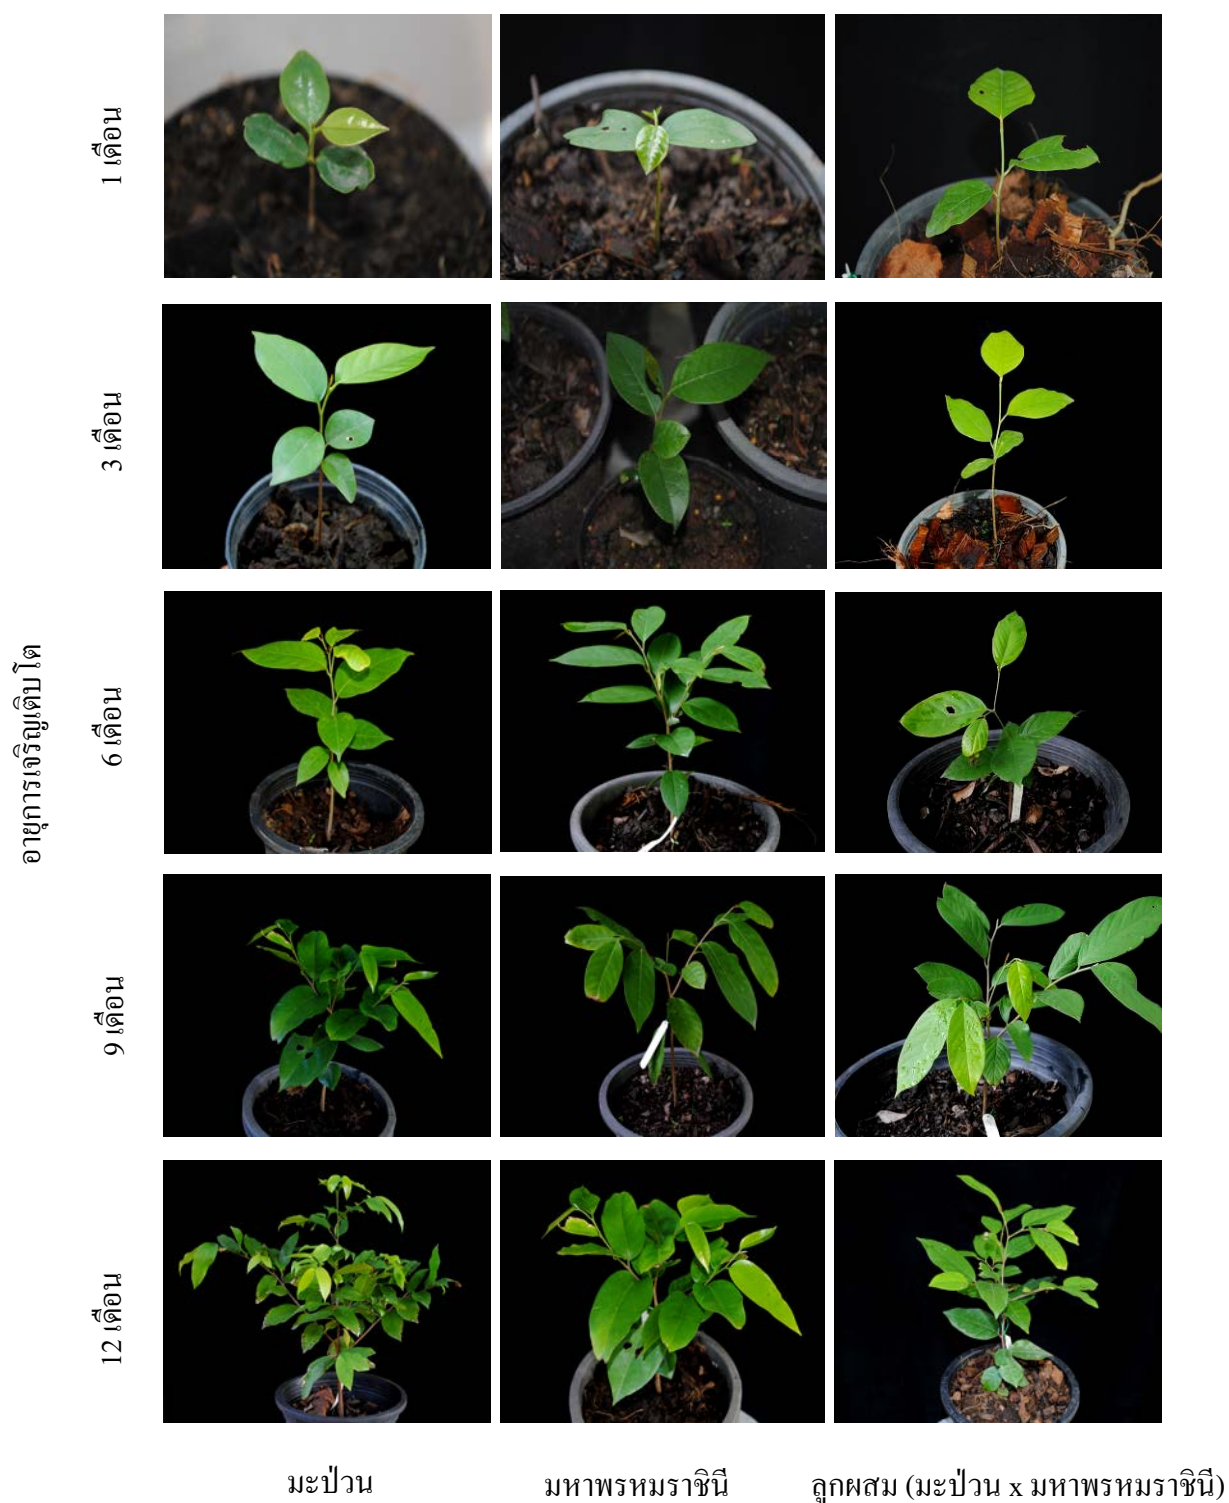 อายุการเจริญเติบโต
1 เดือน
3 เดือน
6 เดือน
9 เดือน
12 เดือน
มะป่วน
มหาพรหมราชินี
ลูกผสม (มะป่วน x มหาพรหมราชินี)